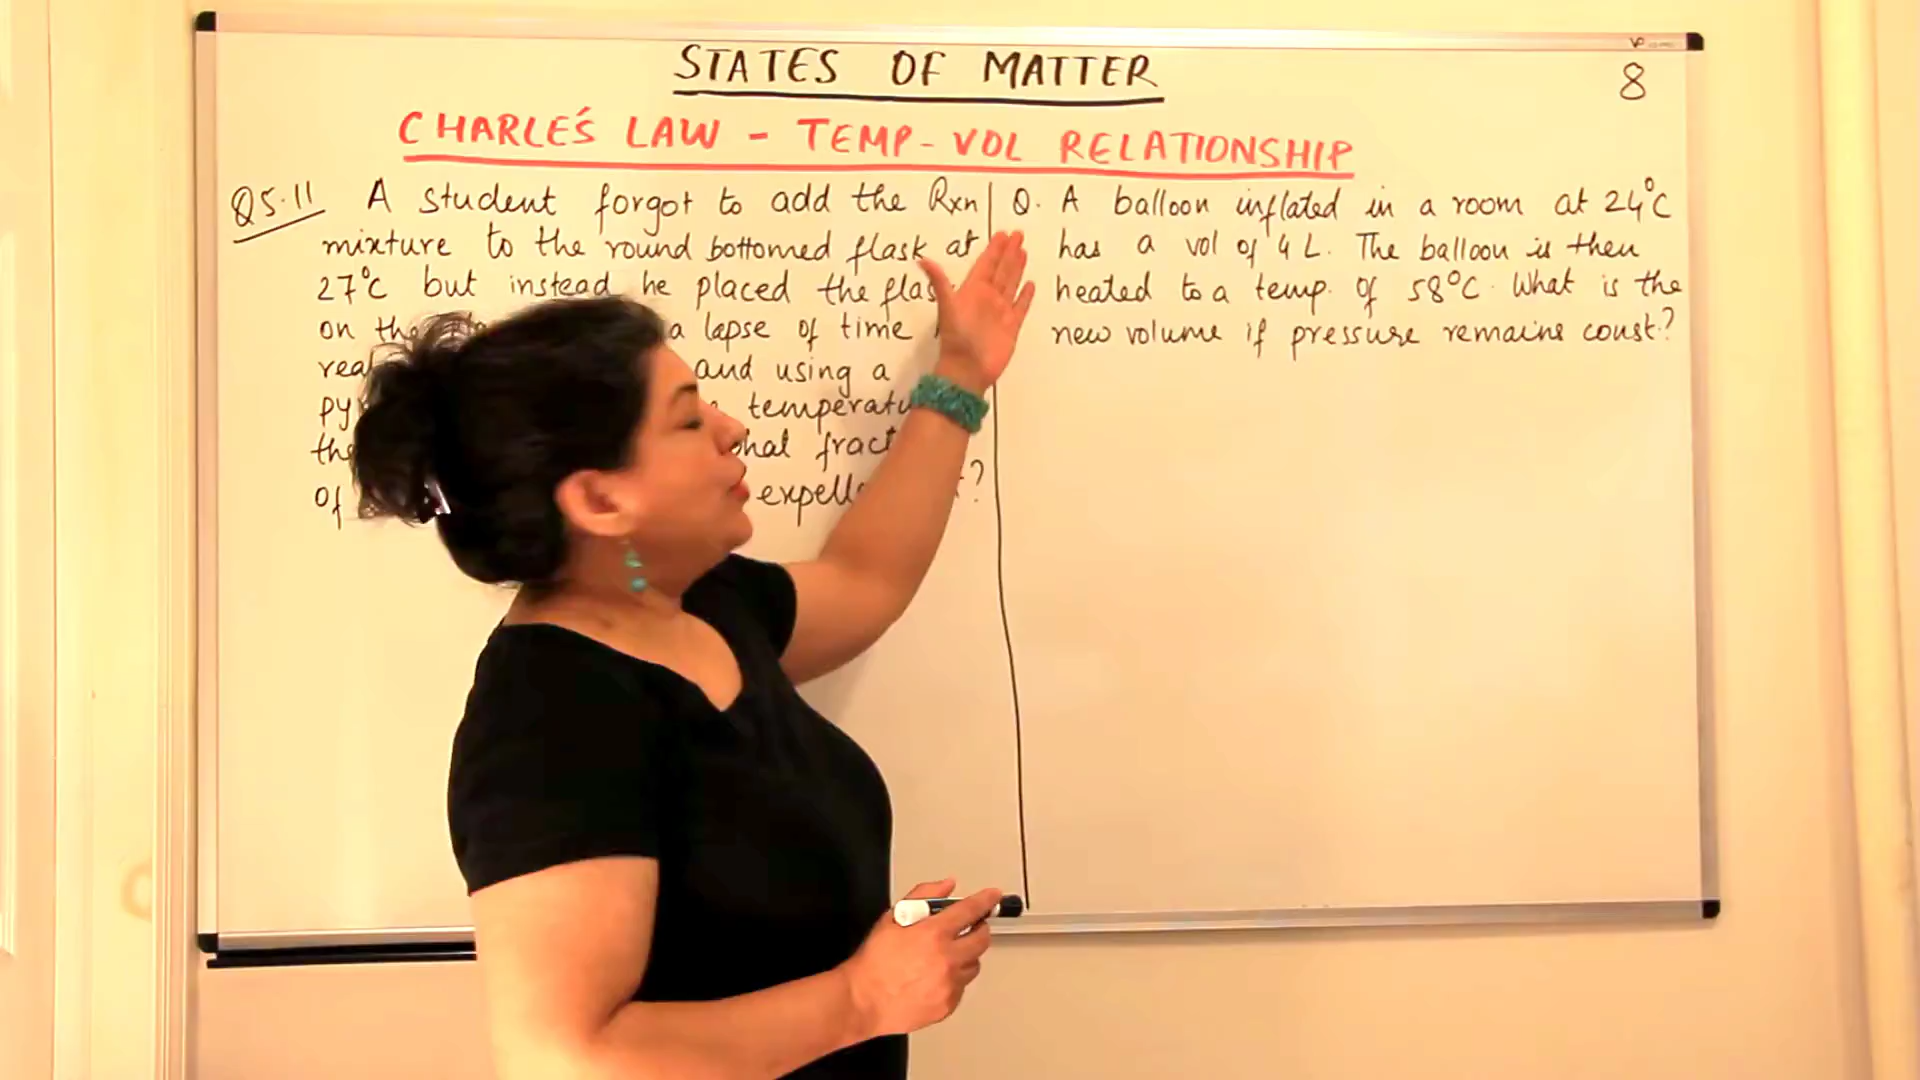 STATES OF MATTER
8
CHARLE'S LAW - TEMP-VOL RELATIONSHIP
Q5.11 A student forgot to add the Rxn
mixture to the round bottomed flask at
27°C but instead he placed the
on the a lapse of time
and using a
temperatu
of expell ?
Q. A balloon inflated in a room at 24°C
has a vol of 4 L. The balloon is then
heated to a temp. of 58°C. What is the
new volume if pressure remains const.?